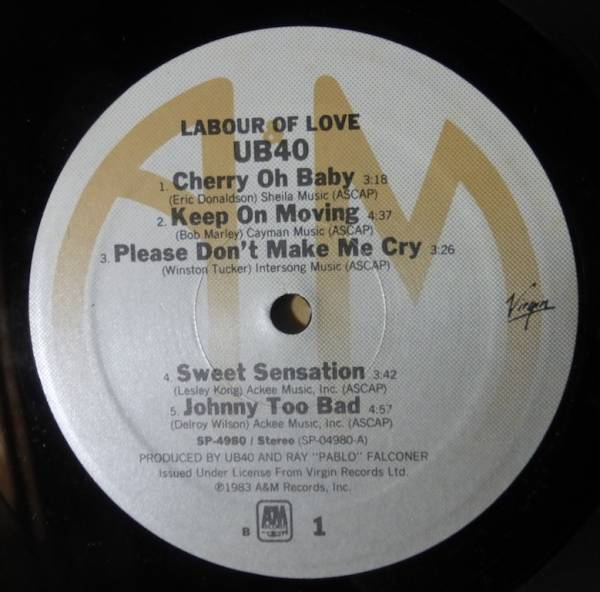 LABOUR OF LOVE
UB40
1. Cherry Oh Baby 3:18
(Eric Donaldson) Sheila Music (ASCAP)
2. Keep On Moving 4:37
(Bob Marley) Cayman Music (ASCAP)
3. Please Don't Make Me Cry 3:26
(Winston Tucker) Intersong Music (ASCAP)
Virgin
4. Sweet Sensation 3:42
(Lesley Kong) Ackee Music, Inc. (ASCAP)
5. Johnny Too Bad 4:57
(Delroy Wilson) Ackee Music, Inc. (ASCAP)
SP-4980 / Stereo (SP-04980-A)
PRODUCED BY UB40 AND RAY "PABLO" FALCONER
Issued Under License From Virgin Records Ltd.
℗1983 A&M Records, Inc.
B A&M RECORDS 1
A&M